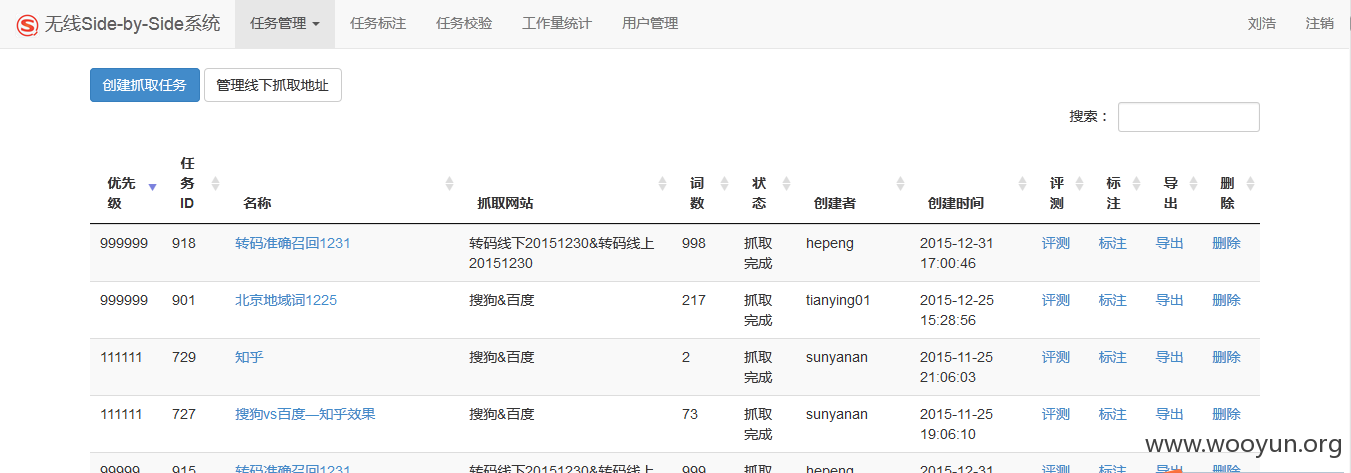 无线Side-by-Side系统 任务管理 任务标注 任务校验 工作量统计 用户管理 刘浩 注销
创建抓取任务 管理线下抓取地址
搜索：
优先级 任务ID 名称 抓取网站 词数 状态 创建者 创建时间 评测 标注 导出 删除
999999 918 转码准确召回1231 转码线下20151230&转码线上 998 抓取 hepeng 2015-12-31 评测 标注 导出 删除
20151230 完成 17:00:46
999999 901 北京地域词1225 搜狗&百度 217 抓取 tianying01 2015-12-25 评测 标注 导出 删除
完成 15:28:56
111111 729 知乎 搜狗&百度 2 抓取 sunyanan 2015-11-25 评测 标注 导出 删除
完成 21:06:03
111111 727 搜狗vs百度—知乎效果 搜狗&百度 73 抓取 sunyanan 2015-11-25 评测 标注 导出 删除
完成 19:06:10
www.wooyun.org
99999 915 转码准确召回1231 转码线下20151230&转码线上 999 抓取 hepeng 2015-12-31 评测 标注 导出 删除